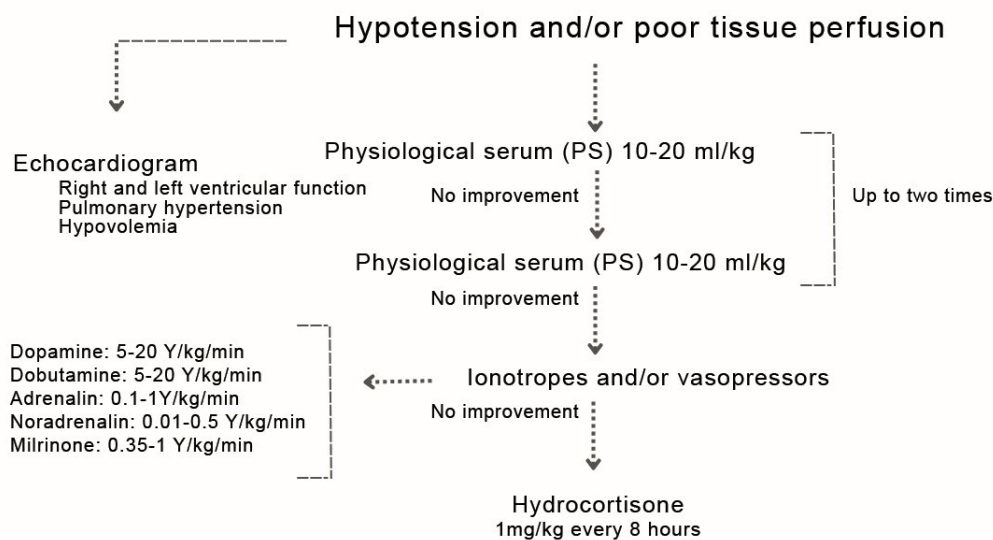 Hypotension and/or poor tissue perfusion
Echocardiogram
Right and left ventricular function
Pulmonary hypertension
Hypovolemia
Physiological serum (PS) 10-20 ml/kg
No improvement
Up to two times
Physiological serum (PS) 10-20 ml/kg
No improvement
Dopamine: 5-20 Y/kg/min
Dobutamine: 5-20 Y/kg/min
Adrenalin: 0.1-1Y/kg/min
Noradrenalin: 0.01-0.5 Y/kg/min
Milrinone: 0.35-1 Y/kg/min
Ionotropes and/or vasopressors
No improvement
Hydrocortisone
1mg/kg every 8 hours